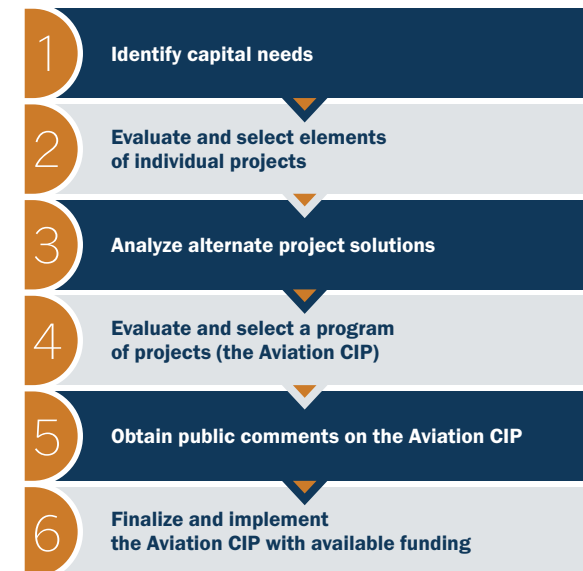 1
Identify capital needs
2
Evaluate and select elements
of individual projects
3
Analyze alternate project solutions
4
Evaluate and select a program
of projects (the Aviation CIP)
5
Obtain public comments on the Aviation CIP
6
Finalize and implement
the Aviation CIP with available funding